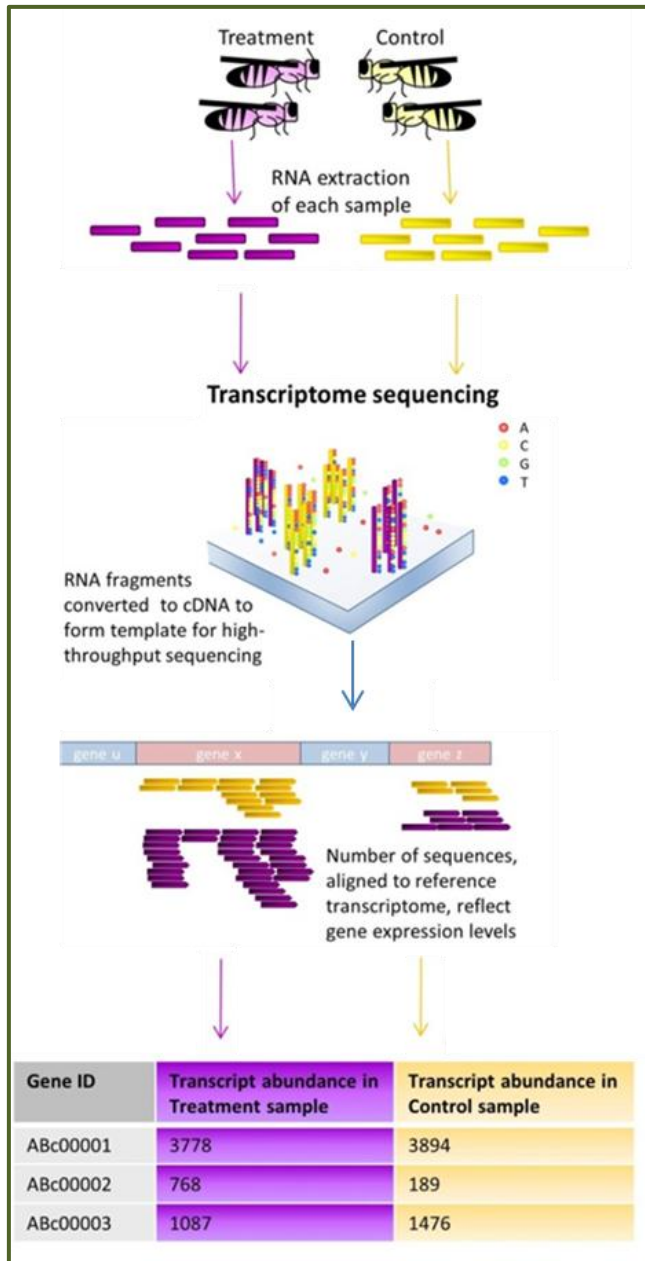 Treatment Control
RNA extraction
of each sample
Transcriptome sequencing
A
C
G
T
RNA fragments
converted to cDNA to
form template for high-
throughput sequencing
gene u gene x gene y gene z
Number of sequences,
aligned to reference
transcriptome, reflect
gene expression levels
Gene ID Transcript abundance in Transcript abundance in
Treatment sample Control sample
ABc00001 3778 3894
ABc00002 768 189
ABc00003 1087 1476